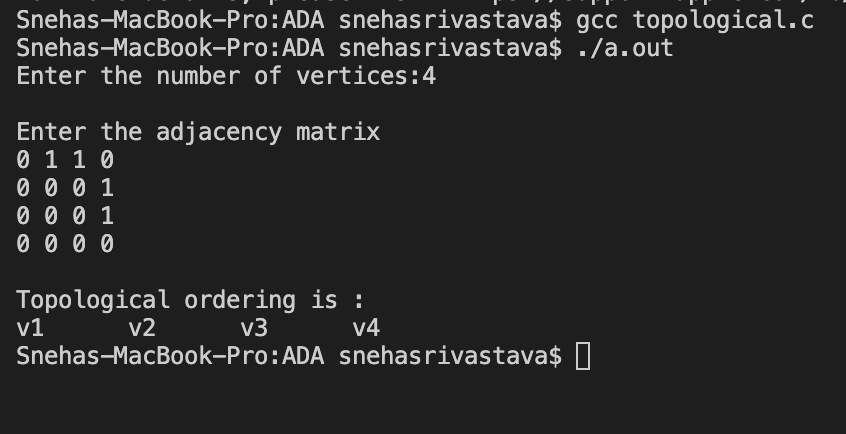 Snehas-MacBook-Pro:ADA snehasrivastava$ gcc topological.c
Snehas-MacBook-Pro:ADA snehasrivastava$ ./a.out
Enter the number of vertices:4
Enter the adjacency matrix
0 1 1 0
0 0 0 1
0 0 0 1
0 0 0 0
Topological ordering is :
v1 v2 v3 v4
Snehas-MacBook-Pro:ADA snehasrivastava$